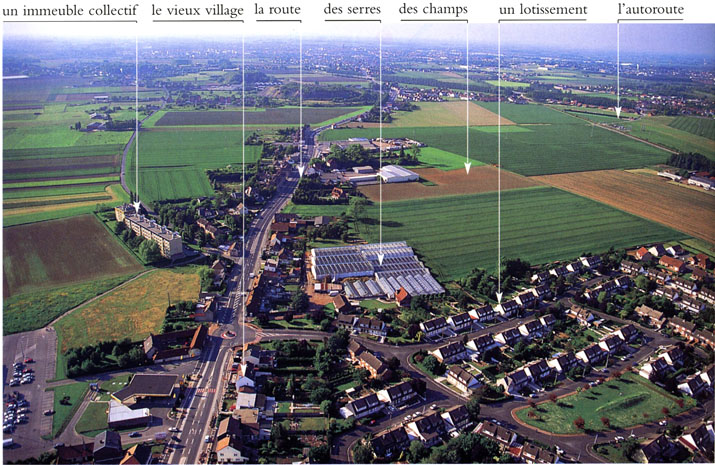 un immeuble collectif le vieux village la route des serres des champs un lotissement l'autoroute